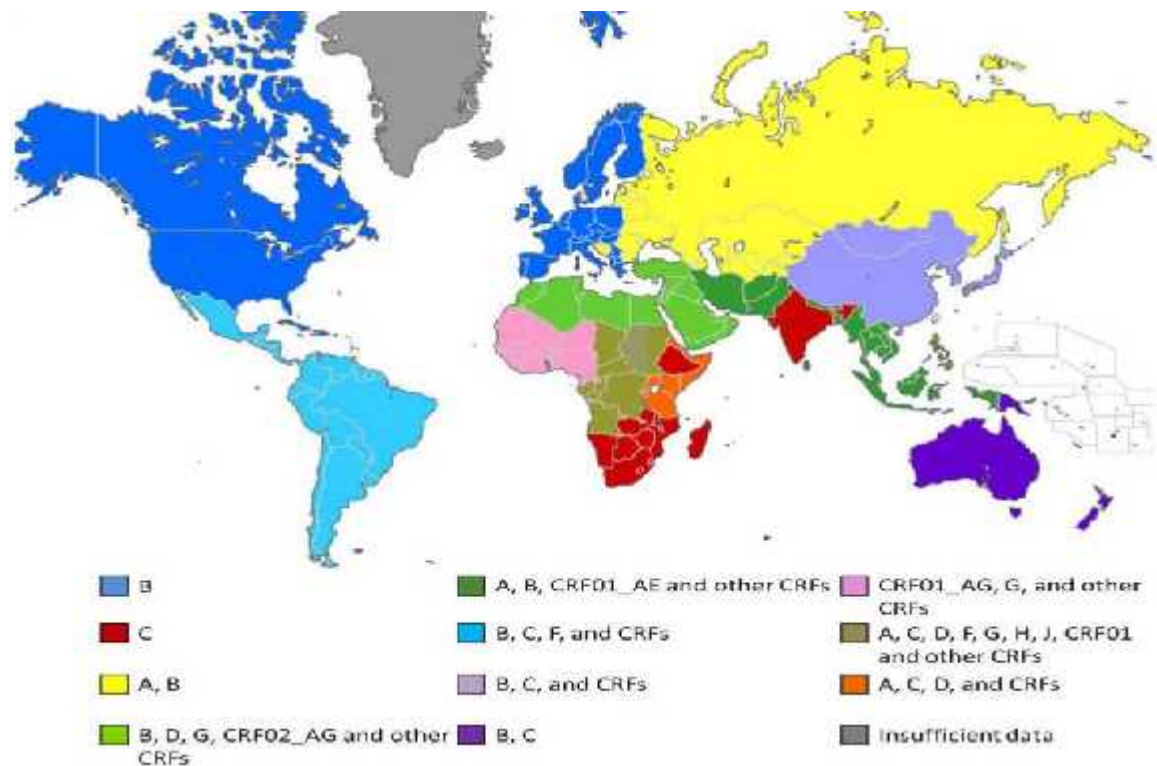 B
A, B, CRF01_AE and other CRFs
CRF01_AG, G, and other
CRFs
C
B, C, F, and CRFs
A, C, D, F, G, H, J, CRF01
and other CRFs
A, B
B, C, and CRFs
A, C, D, and CRFs
B, D, G, CRF02_AG and other
CRFs
B, C
Insufficient data